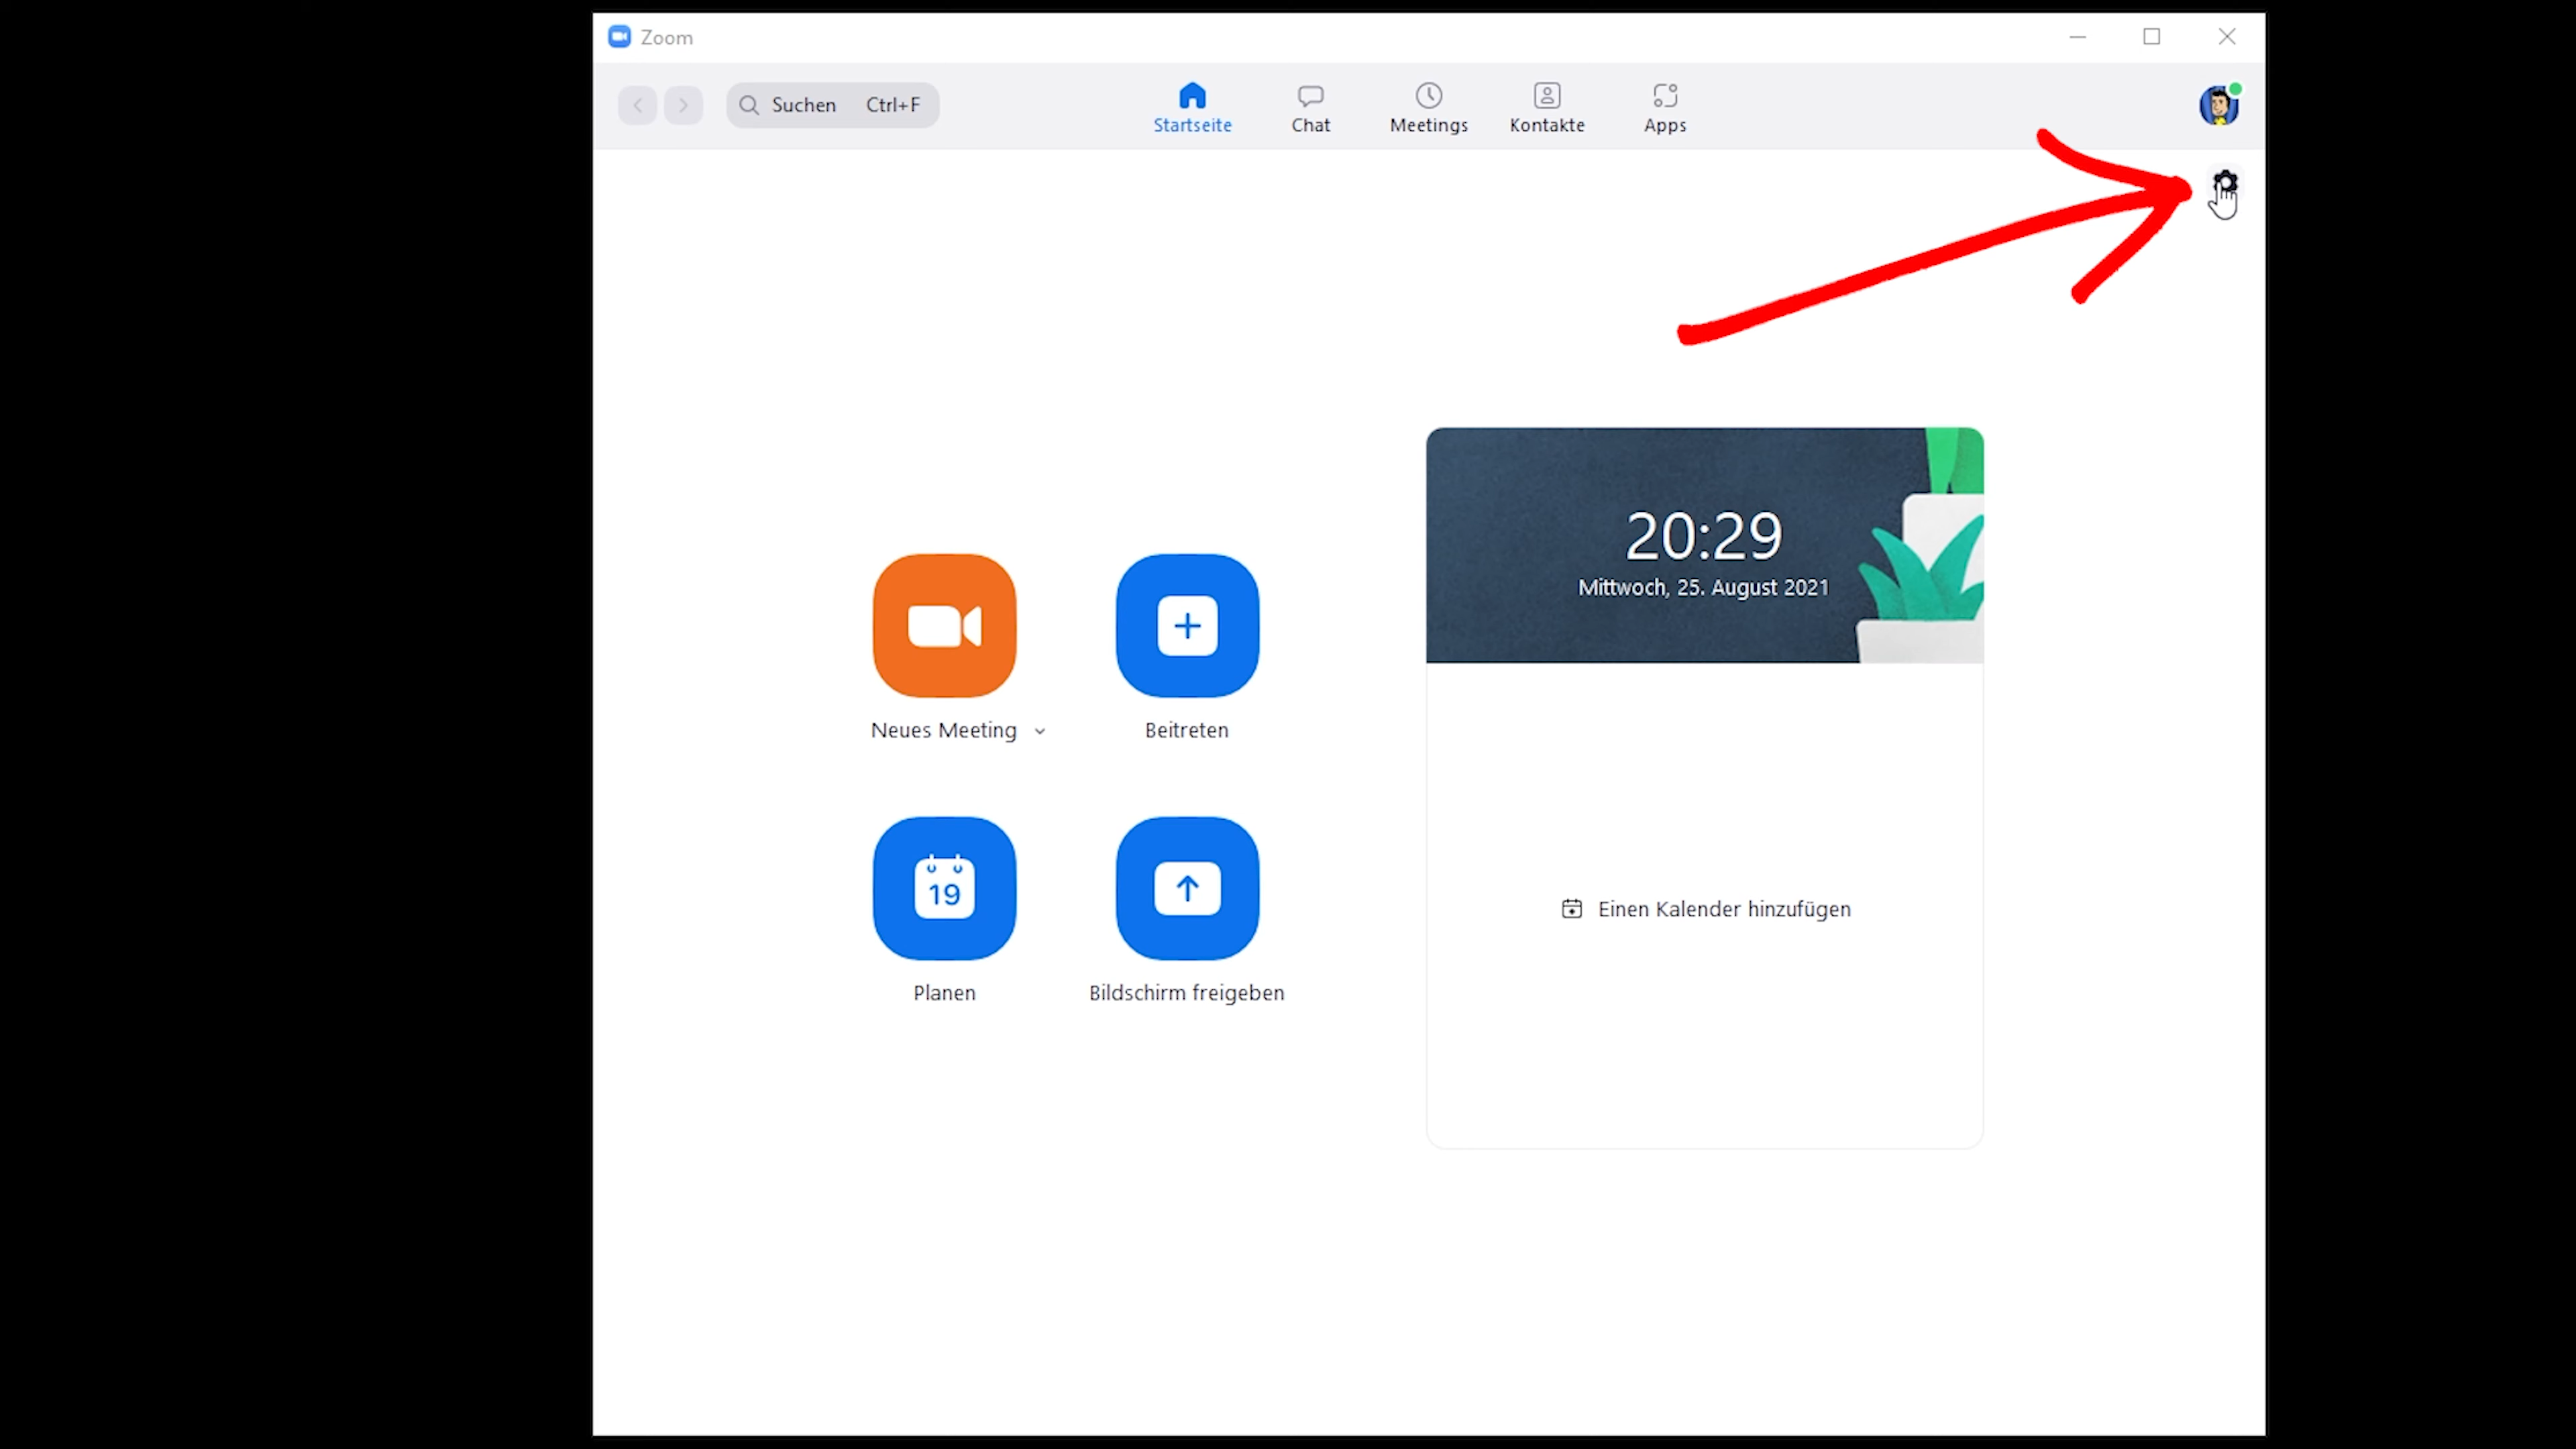 Zoom
Suchen Ctrl+F
Startseite
Chat
Meetings
Kontakte
Apps
20:29
Mittwoch, 25. August 2021
Neues Meeting
Beitreten
19
Planen
Bildschirm freigeben
Einen Kalender hinzufügen